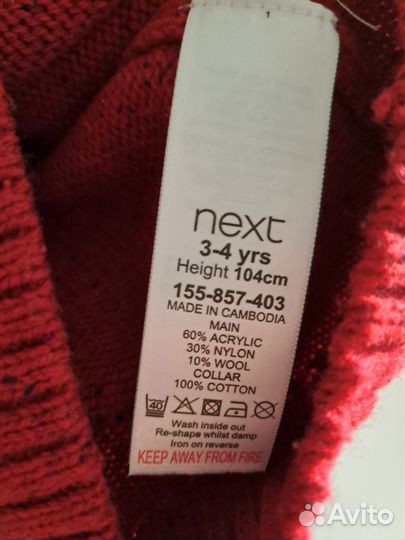 1
next
3-4 yrs
Height 104cm
155-857-403
MADE IN CAMBODIA
MAIN
60% ACRYLIC
30% NYLON
10% WOOL
COLLAR
100% COTTON
40
Wash inside out
Re-shape whilst damp
Iron on reverse
KEEP AWAY FROM FIRE
Avito